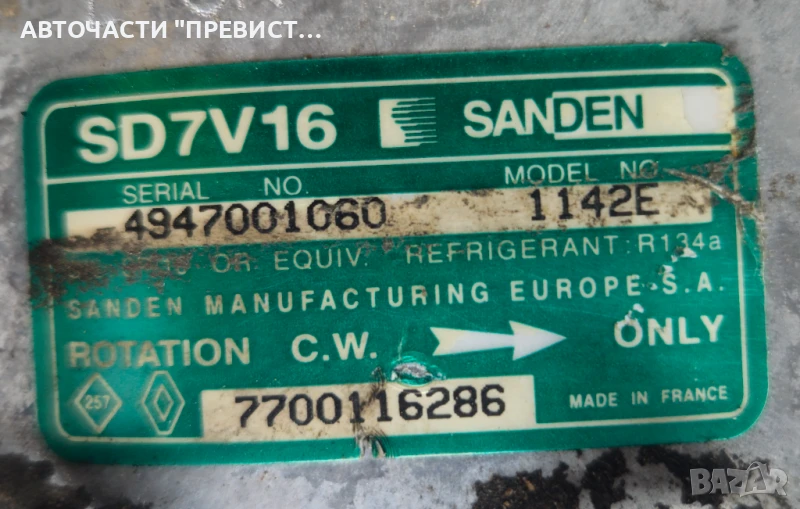 АВТОЧАСТИ "ПРЕВИСТ...
SD7V16 SANDEN
SERIAL NO. MODEL NO
4947001060 1142E
OR EQUIV. REFRIGERANT: R134a
SANDEN MANUFACTURING EUROPE S.A.
ROTATION C.W. ONLY
257 7700116286 MADE IN FRANCE
BAZAR